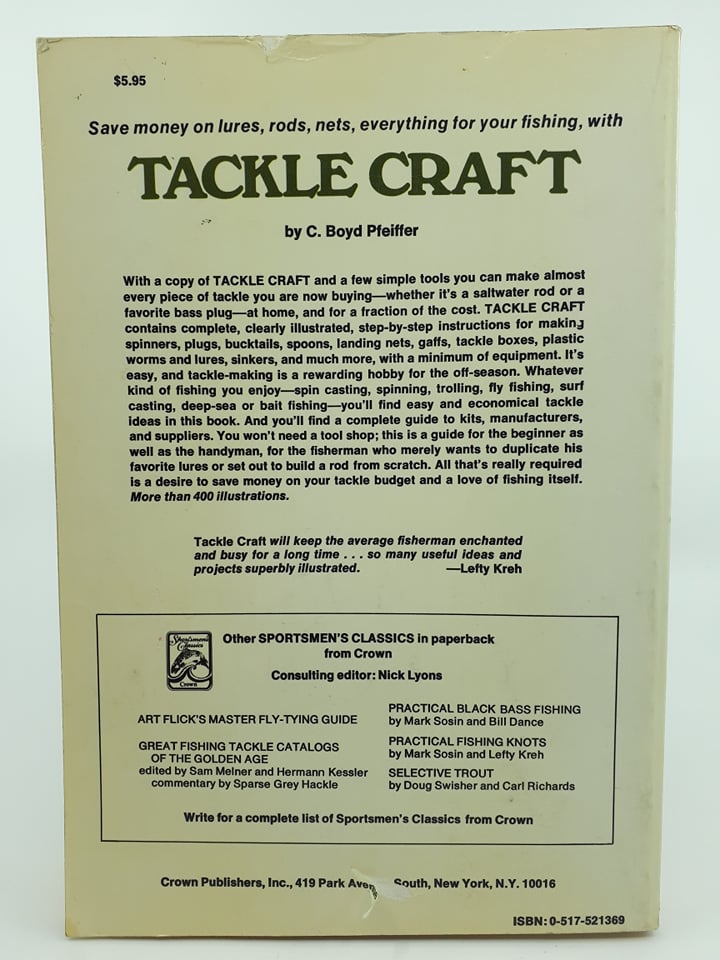 $5.95
Save money on lures, rods, nets, everything for your fishing, with
TACKLE CRAFT
by C. Boyd Pfeiffer
With a copy of TACKLE CRAFT and a few simple tools you can make almost
every piece of tackle you are now buying—whether it's a saltwater rod or a
favorite bass plug—at home, and for a fraction of the cost. TACKLE CRAFT
contains complete, clearly illustrated, step-by-step instructions for making
spinners, plugs, bucktails, spoons, landing nets, gaffs, tackle boxes, plastic
worms and lures, sinkers, and much more, with a minimum of equipment. It's
easy, and tackle-making is a rewarding hobby for the off-season. Whatever
kind of fishing you enjoy—spin casting, spinning, trolling, fly fishing, surf
casting, deep-sea or bait fishing—you'll find easy and economical tackle
ideas in this book. And you'll find a complete guide to kits, manufacturers,
and suppliers. You won't need a tool shop; this is a guide for the beginner as
well as the handyman, for the fisherman who merely wants to duplicate his
favorite lures or set out to build a rod from scratch. All that's really required
is a desire to save money on your tackle budget and a love of fishing itself.
More than 400 illustrations.
Tackle Craft will keep the average fisherman enchanted
and busy for a long time . . . so many useful ideas and
projects superbly illustrated. —Lefty Kreh
Sportsmen's
Classics
Crown
Other SPORTSMEN'S CLASSICS in paperback
from Crown
Consulting editor: Nick Lyons
ART FLICK'S MASTER FLY-TYING GUIDE
GREAT FISHING TACKLE CATALOGS
OF THE GOLDEN AGE
edited by Sam Melner and Hermann Kessler
commentary by Sparse Grey Hackle
PRACTICAL BLACK BASS FISHING
by Mark Sosin and Bill Dance
PRACTICAL FISHING KNOTS
by Mark Sosin and Lefty Kreh
SELECTIVE TROUT
by Doug Swisher and Carl Richards
Write for a complete list of Sportsmen's Classics from Crown
Crown Publishers, Inc., 419 Park Aven South, New York, N.Y. 10016
ISBN: 0-517-521369